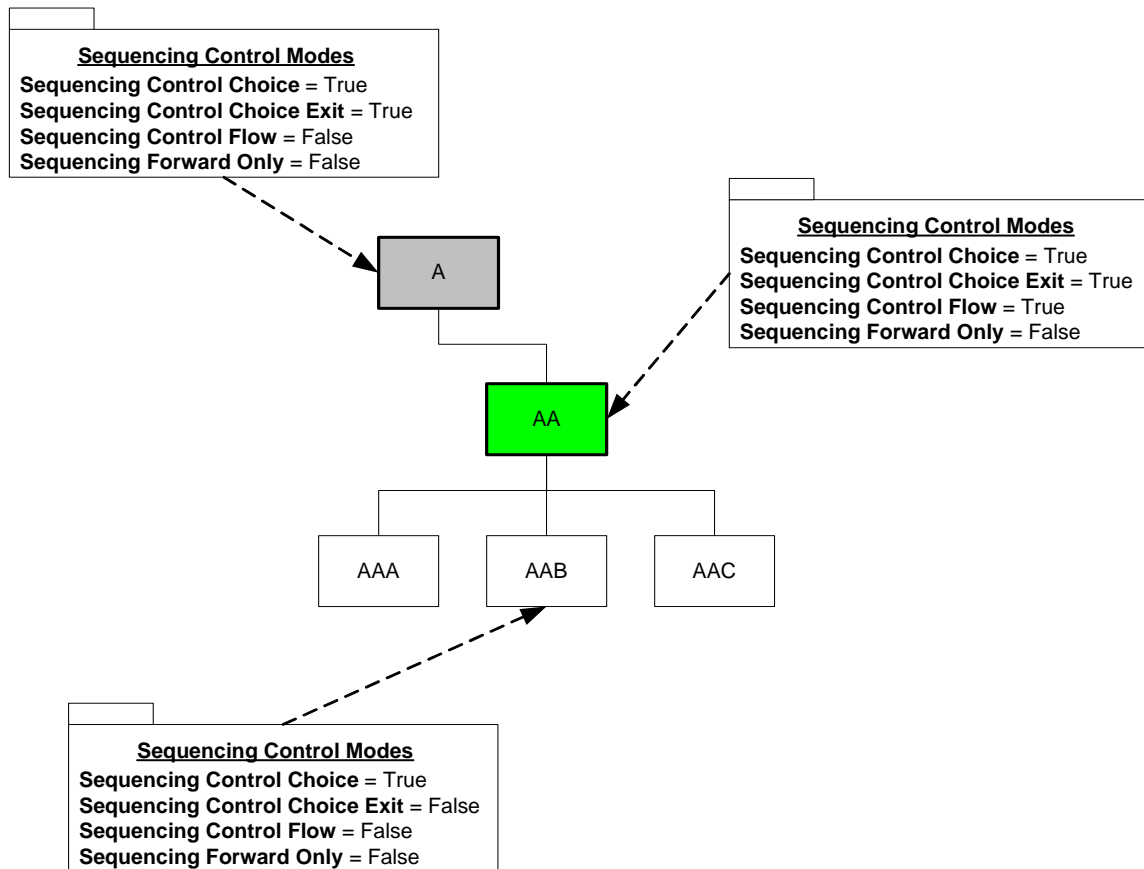 Sequencing Control Modes
Sequencing Control Choice = True
Sequencing Control Choice Exit = True
Sequencing Control Flow = False
Sequencing Forward Only = False
Sequencing Control Modes
Sequencing Control Choice = True
Sequencing Control Choice Exit = True
Sequencing Control Flow = True
Sequencing Forward Only = False
A
AA
AAA AAB AAC
Sequencing Control Modes
Sequencing Control Choice = True
Sequencing Control Choice Exit = False
Sequencing Control Flow = False
Sequencing Forward Only = False